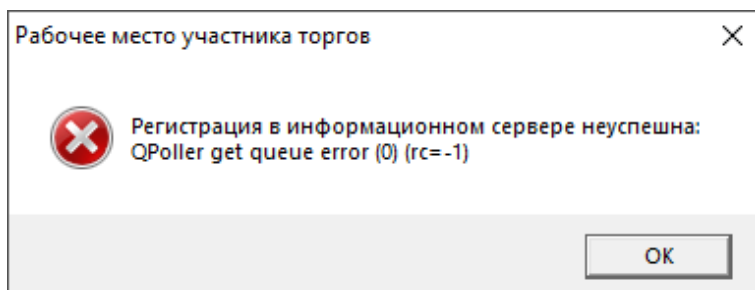 Рабочее место участника торгов
Регистрация в информационном сервере неуспешна:
QPoller get queue error (0) (rc=-1)
OK